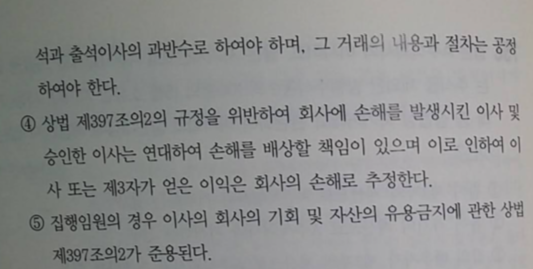 석과 출석이사의 과반수로 하여야 하며, 그 거래의 내용과 절차는 공정
하여야 한다.
④ 상법 제397조의2의 규정을 위반하여 회사에 손해를 발생시킨 이사 및
승인한 이사는 연대하여 손해를 배상할 책임이 있으며 이로 인하여 이
사 또는 제3자가 얻은 이익은 회사의 손해로 추정한다.
⑤ 집행임원의 경우 이사의 회사의 기회 및 자산의 유용금지에 관한 상법
제397조의2가 준용된다.